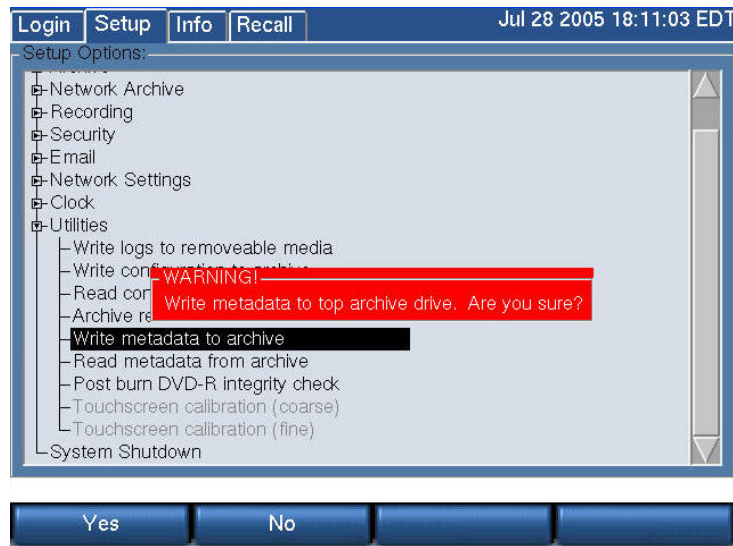 Login Setup Info Recall Jul 28 2005 18:11:03 EDT
Setup Options:
Network Archive
Recording
Security
Email
Network Settings
Clock
Utilities
Write logs to removeable media
Write
WARNING!
Read
Write metadata to top archive drive. Are you sure?
Archive
Write metadata to archive
Read metadata from archive
Post burn DVD-R integrity check
Touchscreen calibration (coarse)
Touchscreen calibration (fine)
System Shutdown
Yes No